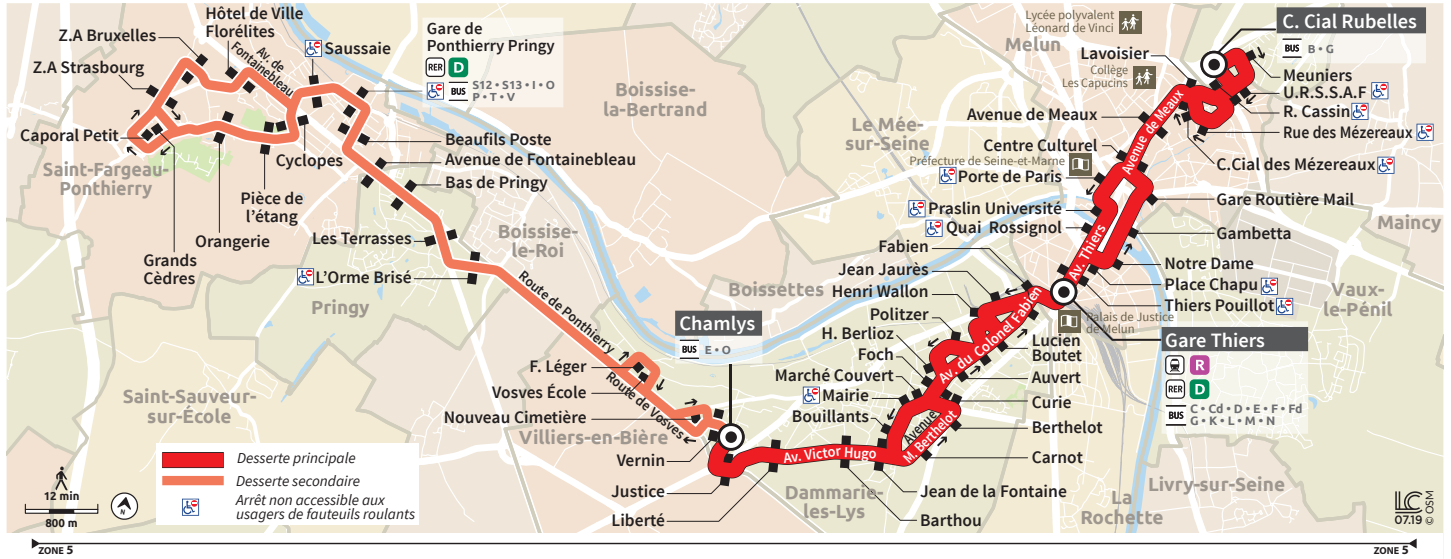 Hôtel de Ville
Florélites
Z.A Bruxelles
Z.A Strasbourg
Av. de
Fontainebleau
Saussaie
Caporal Petit
Saint-Fargeau-
Ponthierry
Grands
Cèdres
Orangerie
Pièce de
l'étang
Cyclopes
Gare de
Ponthierry Pringy
RER D
BUS
S12 • S13 • I • O
P • T • V
Beaufils Poste
Avenue de Fontainebleau
Bas de Pringy
Les Terrasses
L'Orme Brisé
Pringy
Boissise-
le-Roi
Boissise-
la-Bertrand
Route de Ponthierry
F. Léger
Vosves École
Route de Vosves
Nouveau Cimetière
Villiers-en-Bière
Vernin
Saint-Sauveur-
sur-École
Chamlys
BUS E • O
Boissettes
Justice
Liberté
Av. Victor Hugo
Dammarie-
les-Lys
Barthou
Jean de la Fontaine
Carnot
Berthelot
Avenue
M. Berthelot
Curie
Auvert
Lucien
Boutet
Av. du Colonel Fabien
Bouillants
Mairie
Marché Couvert
Foch
H. Berlioz
Politzer
Henri Wallon
Jean Jaurès
Fabien
Quai Rossignol
Praslin Université
Porte de Paris
Préfecture de Seine-et-Marne
Centre Culturel
Avenue de Meaux
Le Mée-
sur-Seine
Lycée polyvalent
Léonard de Vinci
Melun
Lavoisier
Collège
Les Capucins
Avenue de Meaux
C. Cial Rubelles
BUS B • G
Meuniers
U.R.S.S.A.F
R. Cassin
Rue des Mézereaux
C.Cial des Mézereaux
Gare Routière Mail
Maincy
Gambetta
Av. Thiers
Notre Dame
Place Chapu
Thiers Pouillot
Vaux-
le-Pénil
Palais de Justice
de Melun
Gare Thiers
R
RER D
BUS
C • Cd • D • E • F • Fd
G • K • L • M • N
Livry-sur-Seine
La
Rochette
Desserte principale
Desserte secondaire
Arrêt non accessible aux
usagers de fauteuils roulants
12 min
800 m
N
LC
07.19 © OSM
ZONE 5
ZONE 5